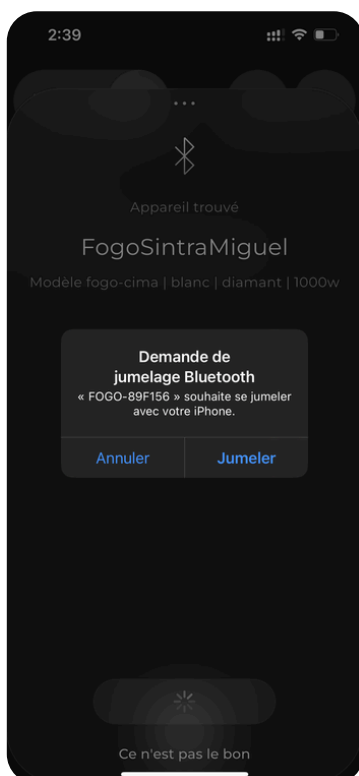 2:39
Appareil trouvé
FogoSintraMiguel
Modèle fogo-cima | blanc | diamant | 1000w
Demande de
jumelage Bluetooth
« FOGO-89F156 » souhaite se jumeler
avec votre iPhone.
Annuler Jumeler
Ce n'est pas le bon